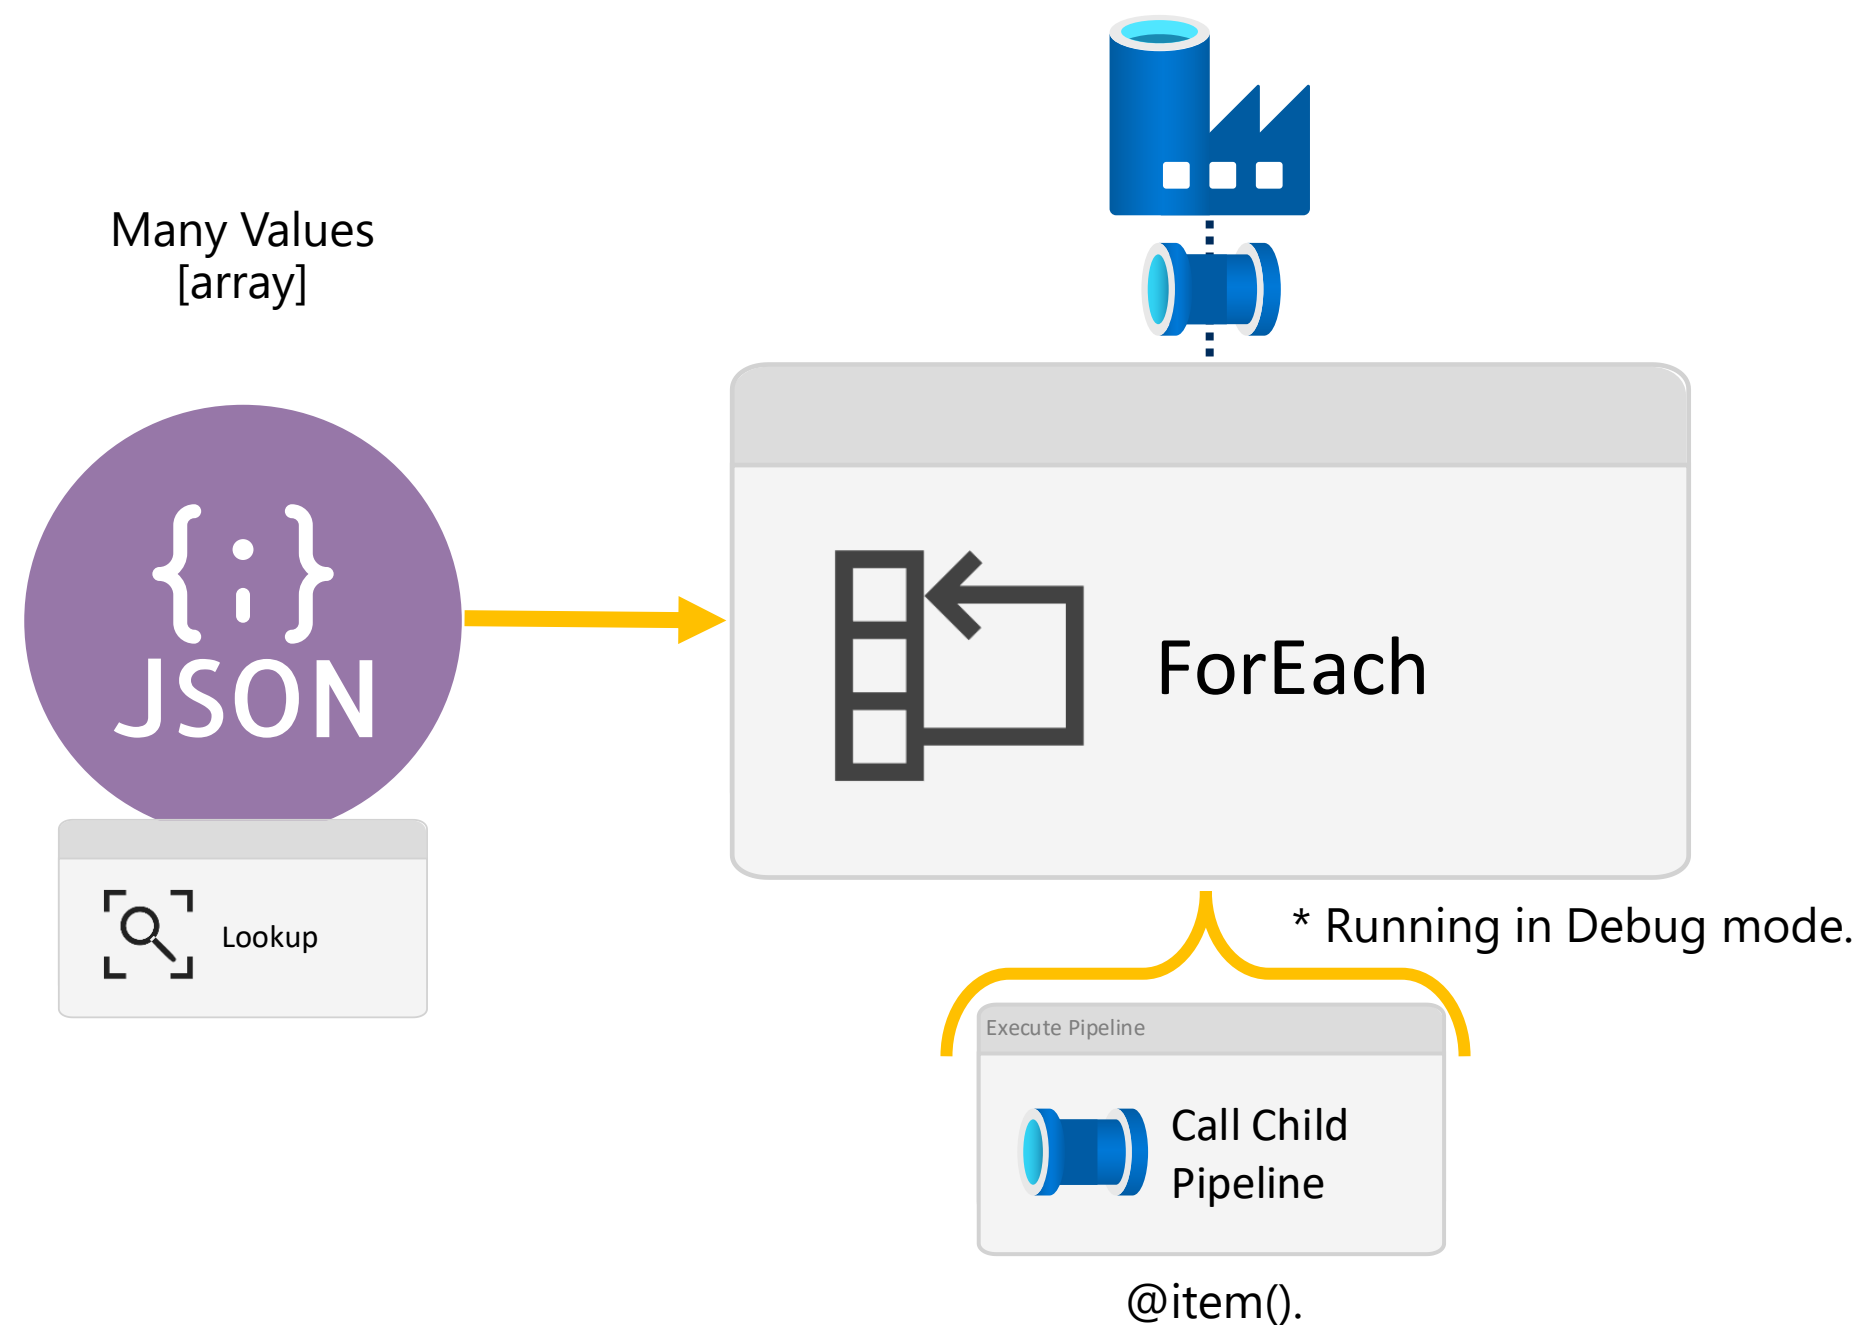 Many Values
[array]
{;}
JSON
Lookup
ForEach
* Running in Debug mode.
Execute Pipeline
Call Child
Pipeline
@item().